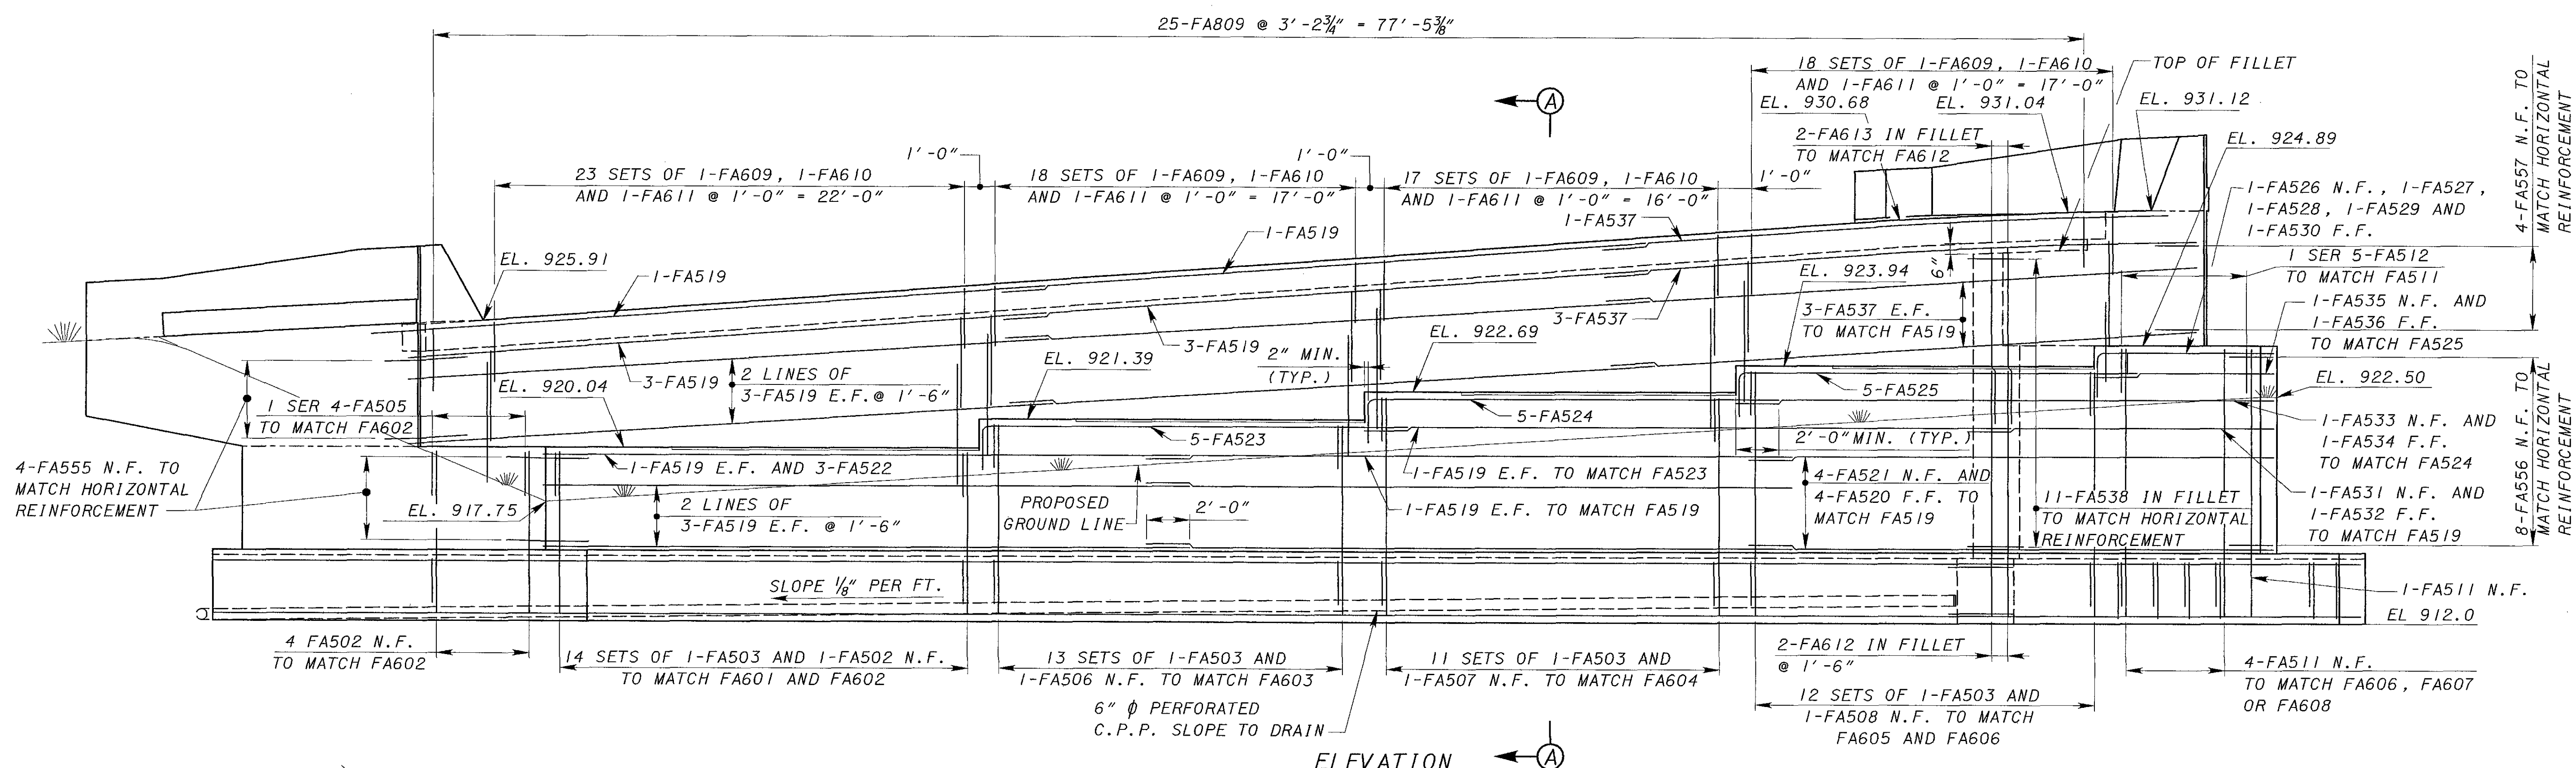 25-FA809 @ 3'-2¾" = 77'-5⅜"
18 SETS OF 1-FA609, 1-FA610
AND 1-FA611 @ 1'-0" = 17'-0"
TOP OF FILLET
EL. 930.68
EL. 931.04
EL. 931.12
2-FA613 IN FILLET
TO MATCH FA612
EL. 924.89
4-FA557 N.F. TO
MATCH HORIZONTAL
REINFORCEMENT
A
1'-0"
1'-0"
1'-0"
23 SETS OF 1-FA609, 1-FA610
AND 1-FA611 @ 1'-0" = 22'-0"
18 SETS OF 1-FA609, 1-FA610
AND 1-FA611 @ 1'-0" = 17'-0"
17 SETS OF 1-FA609, 1-FA610
AND 1-FA611 @ 1'-0" = 16'-0"
1-FA537
1-FA519
1-FA526 N.F., 1-FA527,
1-FA528, 1-FA529 AND
1-FA530 F.F.
1 SER 5-FA512
TO MATCH FA511
EL. 925.91
1-FA519
6"
EL. 923.94
1-FA535 N.F. AND
1-FA536 F.F.
TO MATCH FA525
3-FA537
3-FA537 E.F.
TO MATCH FA519
EL. 922.69
3-FA519
2" MIN.
(TYP.)
EL. 921.39
3-FA519
2 LINES OF
3-FA519 E.F. @ 1'-6"
EL. 920.04
1 SER 4-FA505
TO MATCH FA602
EL. 922.50
5-FA525
5-FA524
5-FA523
2'-0" MIN. (TYP.)
1-FA533 N.F. AND
1-FA534 F.F.
TO MATCH FA524
8-FA556 N.F. TO
MATCH HORIZONTAL
REINFORCEMENT
4-FA555 N.F. TO
MATCH HORIZONTAL
REINFORCEMENT
1-FA519 E.F. AND 3-FA522
1-FA519 E.F. TO MATCH FA523
4-FA521 N.F. AND
4-FA520 F.F. TO
MATCH FA519
1-FA531 N.F. AND
1-FA532 F.F.
TO MATCH FA519
11-FA538 IN FILLET
TO MATCH HORIZONTAL
REINFORCEMENT
EL. 917.75
2 LINES OF
3-FA519 E.F. @ 1'-6"
PROPOSED
GROUND LINE
2'-0"
1-FA519 E.F. TO MATCH FA519
SLOPE ⅛" PER FT.
1-FA511 N.F.
EL 912.0
4 FA502 N.F.
TO MATCH FA602
14 SETS OF 1-FA503 AND 1-FA502 N.F.
TO MATCH FA601 AND FA602
13 SETS OF 1-FA503 AND
1-FA506 N.F. TO MATCH FA603
11 SETS OF 1-FA503 AND
1-FA507 N.F. TO MATCH FA604
2-FA612 IN FILLET
@ 1'-6"
4-FA511 N.F.
TO MATCH FA606, FA607
OR FA608
12 SETS OF 1-FA503 AND
1-FA508 N.F. TO MATCH
FA605 AND FA606
6" ϕ PERFORATED
C.P.P. SLOPE TO DRAIN
ELEVATION
A